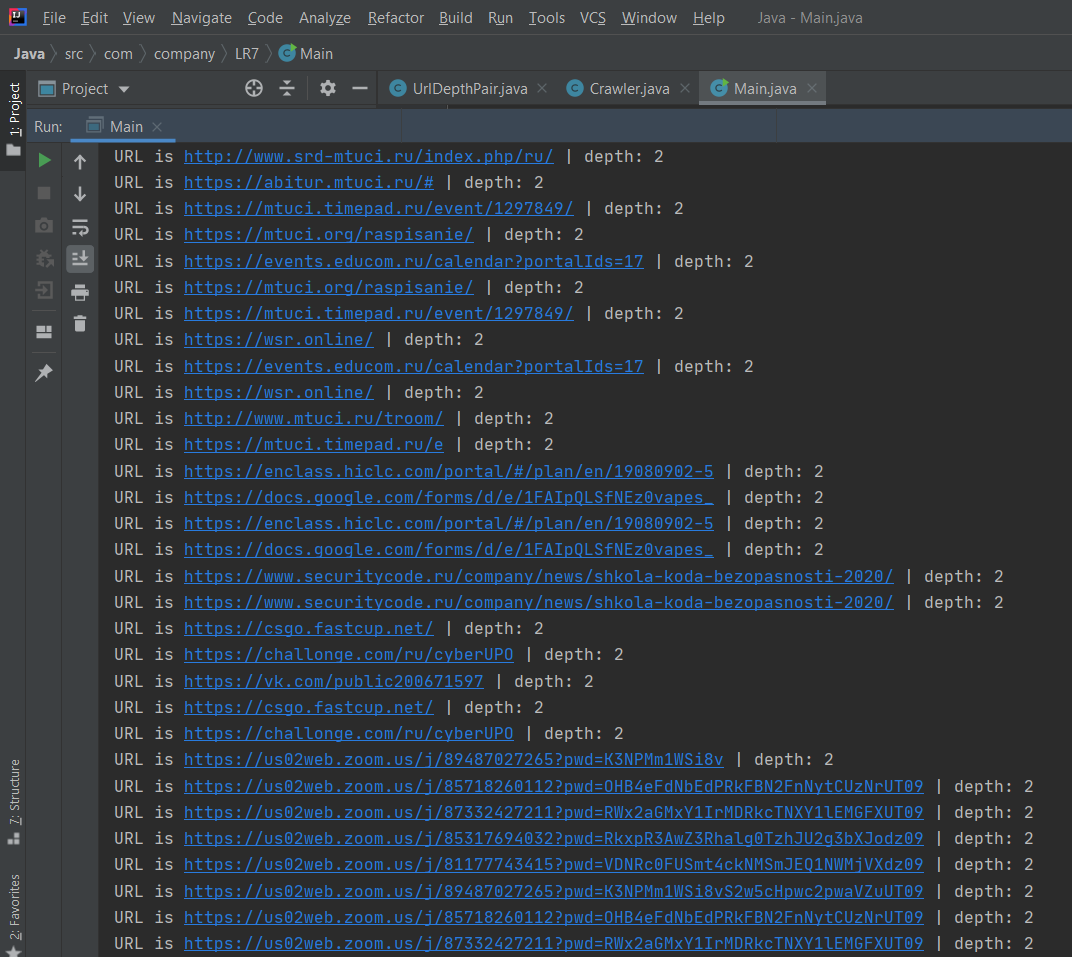 File Edit View Navigate Code Analyze Refactor Build Run Tools VCS Window Help Java - Main.java
Java src com company LR7 Main
1: Project
Project UrlDepthPair.java Crawler.java Main.java
Run: Main
URL is http://www.srd-mtuci.ru/index.php/ru/ | depth: 2
URL is https://abitur.mtuci.ru/# | depth: 2
URL is https://mtuci.timepad.ru/event/1297849/ | depth: 2
URL is https://mtuci.org/raspisanie/ | depth: 2
URL is https://events.educom.ru/calendar?portalIds=17 | depth: 2
URL is https://mtuci.org/raspisanie/ | depth: 2
URL is https://mtuci.timepad.ru/event/1297849/ | depth: 2
URL is https://wsr.online/ | depth: 2
URL is https://events.educom.ru/calendar?portalIds=17 | depth: 2
URL is https://wsr.online/ | depth: 2
URL is http://www.mtuci.ru/troom/ | depth: 2
URL is https://mtuci.timepad.ru/e | depth: 2
URL is https://enclass.hiclc.com/portal/#/plan/en/19080902-5 | depth: 2
URL is https://docs.google.com/forms/d/e/1FAIpQLSfNEz0vapes_ | depth: 2
URL is https://enclass.hiclc.com/portal/#/plan/en/19080902-5 | depth: 2
URL is https://docs.google.com/forms/d/e/1FAIpQLSfNEz0vapes_ | depth: 2
URL is https://www.securitycode.ru/company/news/shkola-koda-bezopasnosti-2020/ | depth: 2
URL is https://www.securitycode.ru/company/news/shkola-koda-bezopasnosti-2020/ | depth: 2
URL is https://csgo.fastcup.net/ | depth: 2
URL is https://challonge.com/ru/cyberUPO | depth: 2
URL is https://vk.com/public200671597 | depth: 2
URL is https://csgo.fastcup.net/ | depth: 2
URL is https://challonge.com/ru/cyberUPO | depth: 2
URL is https://us02web.zoom.us/j/89487027265?pwd=K3NPMm1WSi8v | depth: 2
URL is https://us02web.zoom.us/j/85718260112?pwd=OHB4eFdNbEdPRkFBN2FnNytCUzNrUT09 | depth: 2
URL is https://us02web.zoom.us/j/87332427211?pwd=RWx2aGMxY1IrMDRkcTNXY1lEMGFXUT09 | depth: 2
URL is https://us02web.zoom.us/j/85317694032?pwd=RkxpR3AwZ3Rhalg0TzhJU2g3bXJodz09 | depth: 2
URL is https://us02web.zoom.us/j/81177743415?pwd=VDNRc0FUSmt4ckNMSmJEQ1NWMjVXdz09 | depth: 2
URL is https://us02web.zoom.us/j/89487027265?pwd=K3NPMm1WSi8vS2w5cHpwc2pwaVZuUT09 | depth: 2
URL is https://us02web.zoom.us/j/85718260112?pwd=OHB4eFdNbEdPRkFBN2FnNytCUzNrUT09 | depth: 2
URL is https://us02web.zoom.us/j/87332427211?pwd=RWx2aGMxY1IrMDRkcTNXY1lEMGFXUT09 | depth: 2
7: Structure
2: Favorites